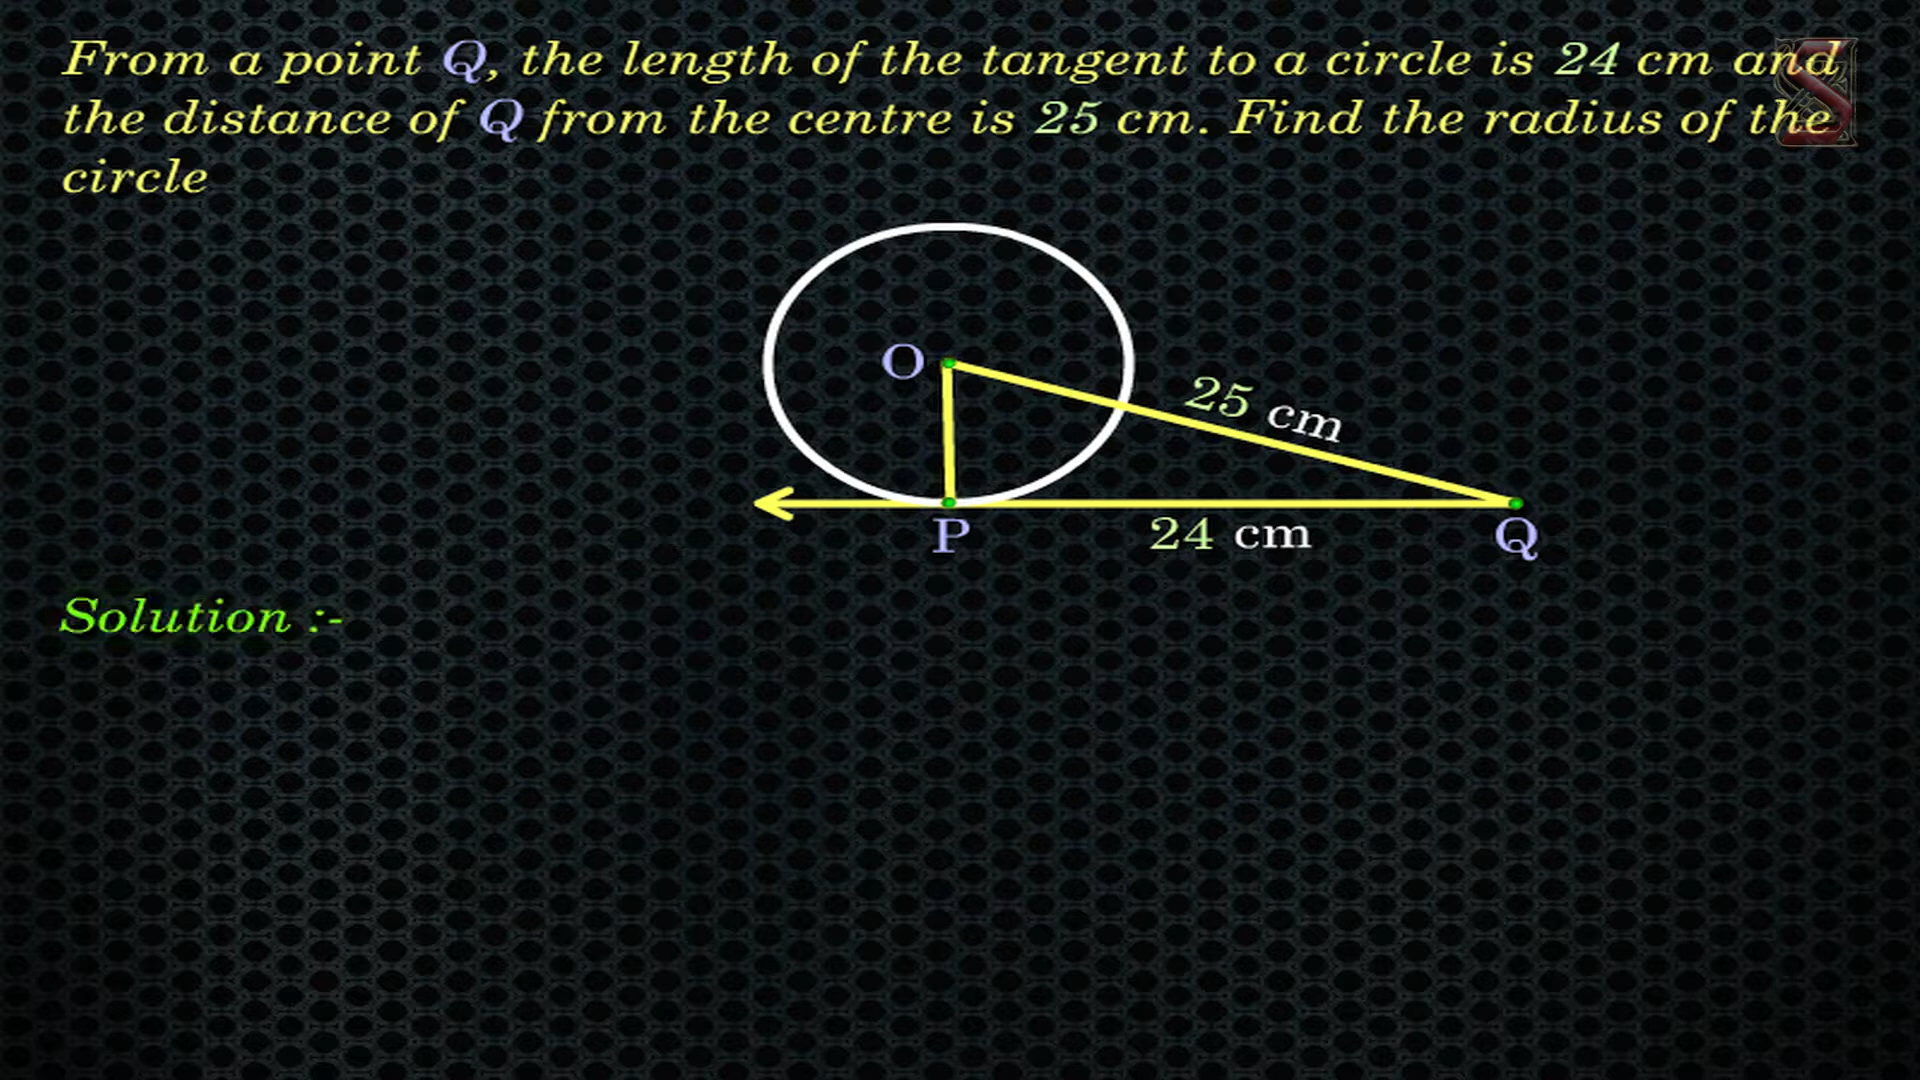 From a point Q, the length of the tangent to a circle is 24 cm and
the distance of Q from the centre is 25 cm. Find the radius of the
circle
O
25 cm
P
24 cm
Q
Solution :-
S